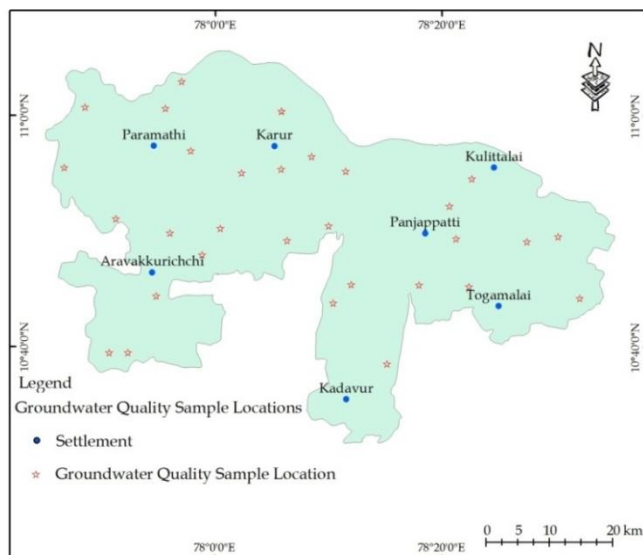 78°0'0"E 78°20'0"E
N
11°0'0"N 11°0'0"N
Paramathi Karur
Kulittalai
Panjappatti
Aravakkurichchi
Togamalai
10°40'0"N 10°40'0"N
Legend
Kadavur
Groundwater Quality Sample Locations
Settlement
Groundwater Quality Sample Location
0 5 10 20 km
78°0'0"E 78°20'0"E